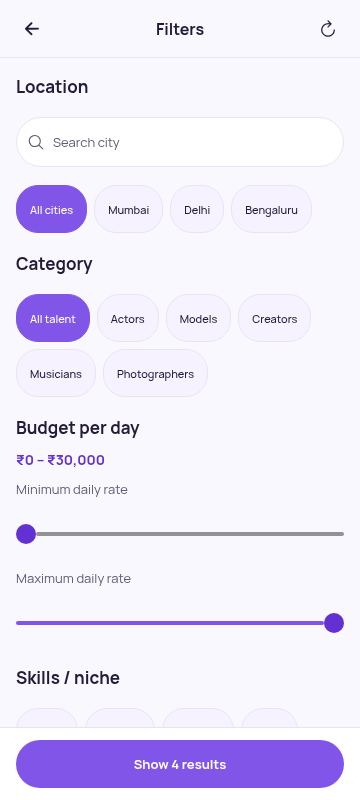 Filters
Location
Search city
All cities Mumbai Delhi Bengaluru
Category
All talent Actors Models Creators
Musicians Photographers
Budget per day
₹0 – ₹30,000
Minimum daily rate
Maximum daily rate
Skills / niche
Show 4 results